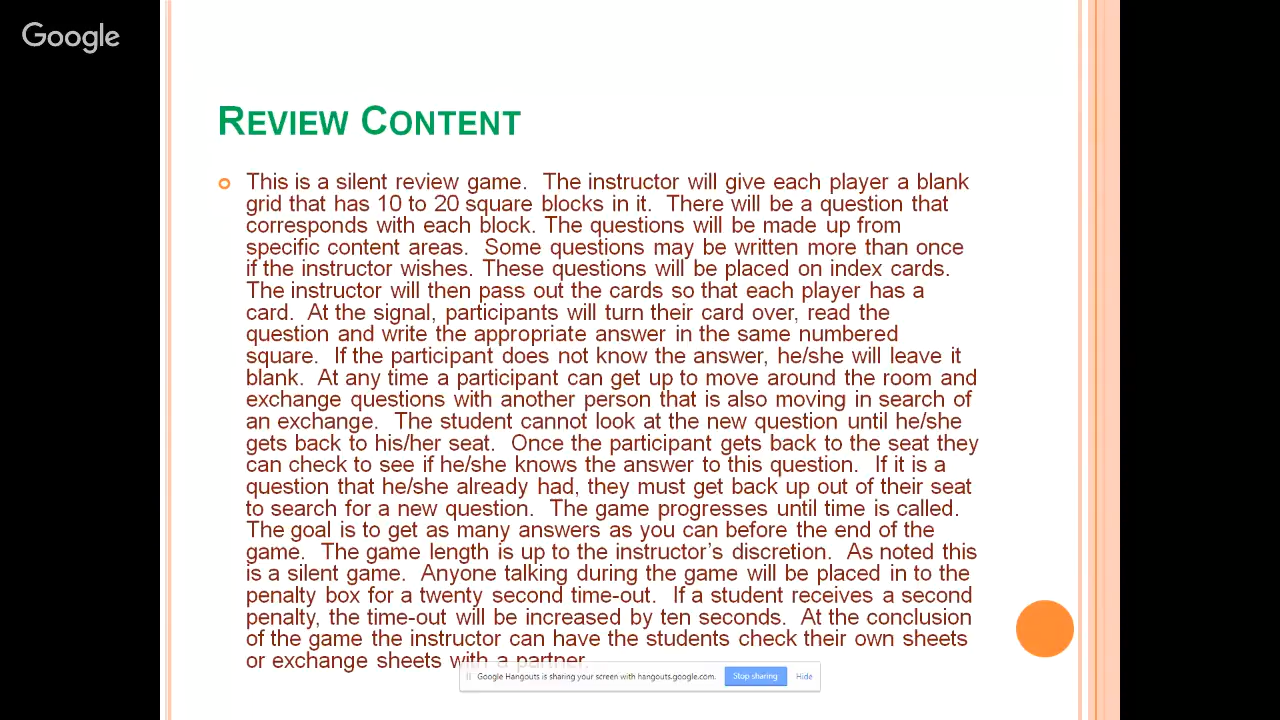 Google
REVIEW CONTENT
This is a silent review game. The instructor will give each player a blank
grid that has 10 to 20 square blocks in it. There will be a question that
corresponds with each block. The questions will be made up from
specific content areas. Some questions may be written more than once
if the instructor wishes. These questions will be placed on index cards.
The instructor will then pass out the cards so that each player has a
card. At the signal, participants will turn their card over, read the
question and write the appropriate answer in the same numbered
square. If the participant does not know the answer, he/she will leave it
blank. At any time a participant can get up to move around the room and
exchange questions with another person that is also moving in search of
an exchange. The student cannot look at the new question until he/she
gets back to his/her seat. Once the participant gets back to the seat they
can check to see if he/she knows the answer to this question. If it is a
question that he/she already had, they must get back up out of their seat
to search for a new question. The game progresses until time is called.
The goal is to get as many answers as you can before the end of the
game. The game length is up to the instructor's discretion. As noted this
is a silent game. Anyone talking during the game will be placed in to the
penalty box for a twenty second time-out. If a student receives a second
penalty, the time-out will be increased by ten seconds. At the conclusion
of the game the instructor can have the students check their own sheets
or exchange sheets with a partner.
Google Hangouts is sharing your screen with hangouts.google.com. Stop sharing Hide